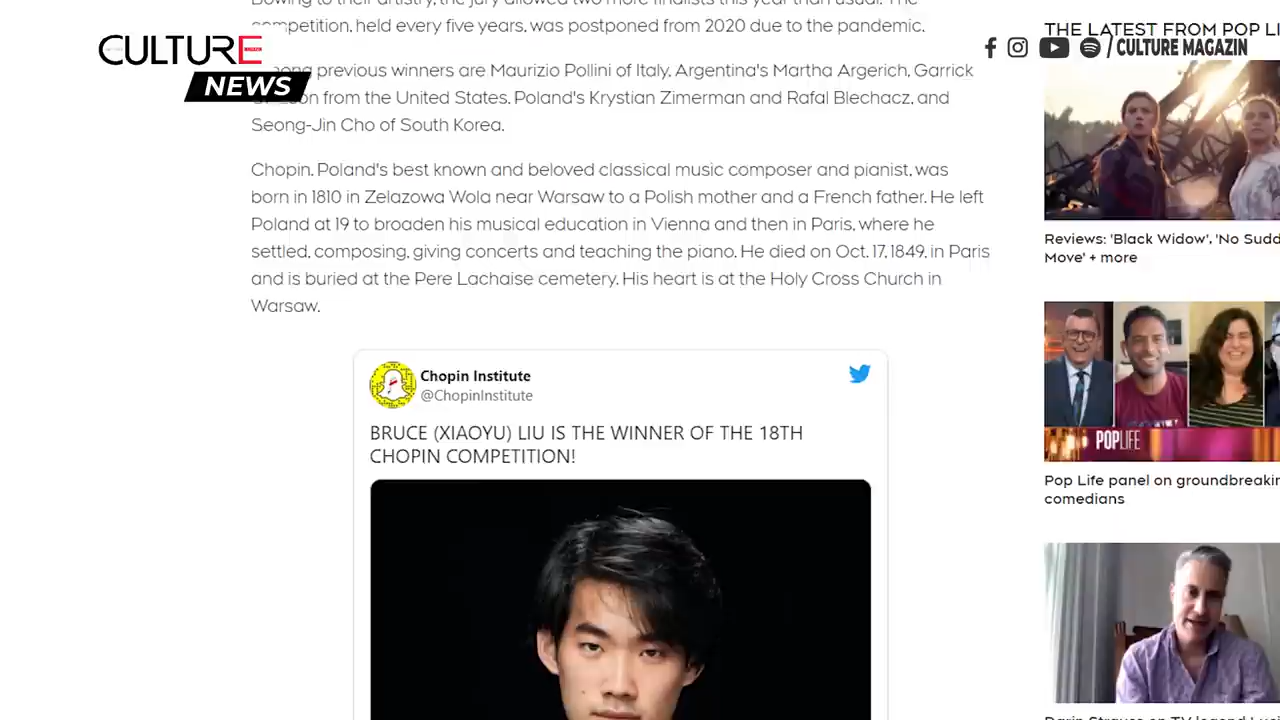 Bowing to their artistry, the jury allowed two more finalists this year than usual. The
competition, held every five years, was postponed from 2020 due to the pandemic.
CULTURE
NEWS
previous winners are Maurizio Pollini of Italy, Argentina's Martha Argerich, Garrick
from the United States, Poland's Krystian Zimerman and Rafal Blechacz, and
Seong-Jin Cho of South Korea.
Chopin, Poland's best known and beloved classical music composer and pianist, was
born in 1810 in Zelazowa Wola near Warsaw to a Polish mother and a French father. He left
Poland at 19 to broaden his musical education in Vienna and then in Paris, where he
settled, composing, giving concerts and teaching the piano. He died on Oct. 17, 1849, in Paris
and is buried at the Pere Lachaise cemetery. His heart is at the Holy Cross Church in
Warsaw.
Chopin Institute
@ChopinInstitute
BRUCE (XIAOYU) LIU IS THE WINNER OF THE 18TH
CHOPIN COMPETITION!
THE LATEST FROM POP LI
/ CULTURE MAGAZIN
Reviews: 'Black Widow', 'No Sudd
Move' + more
POPLIFE
Pop Life panel on groundbreakin
comedians